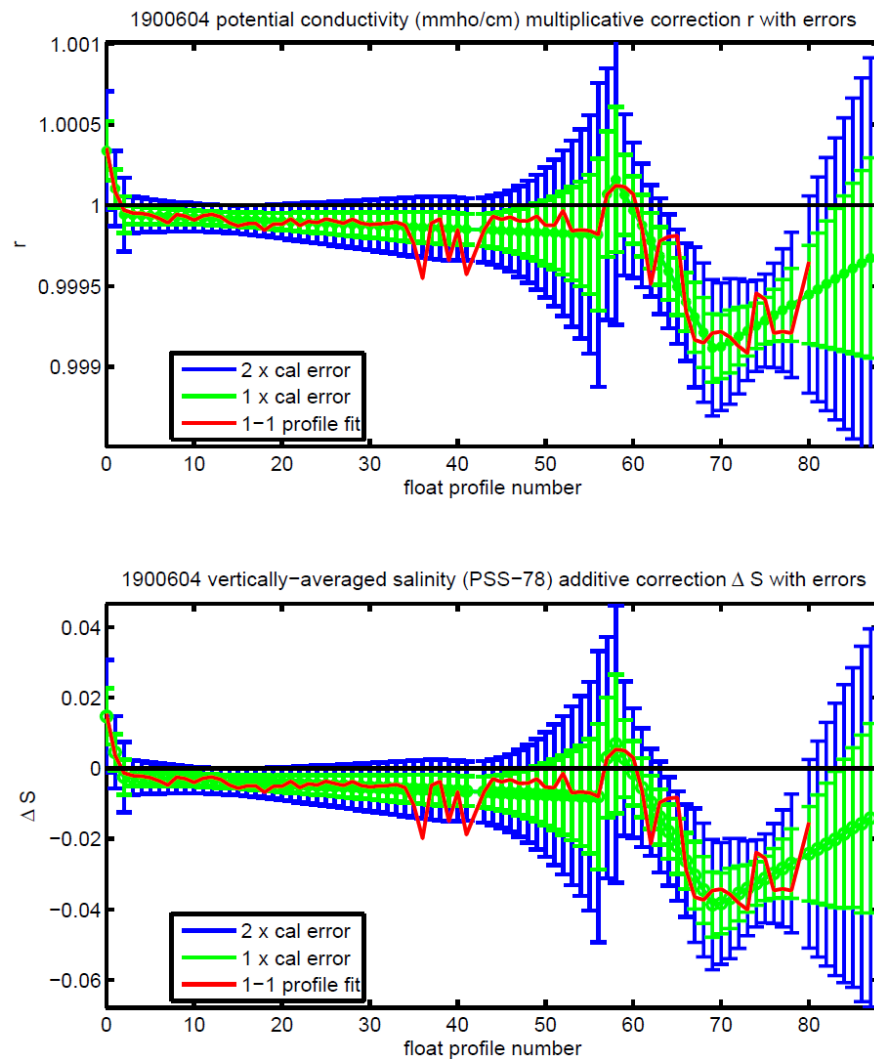 1900604 potential conductivity (mmho/cm) multiplicative correction r with errors
1.001
1.0005
1
0.9995
0.999
r
2 x cal error
1 x cal error
1−1 profile fit
0 10 20 30 40 50 60 70 80
float profile number
1900604 vertically−averaged salinity (PSS−78) additive correction Δ S with errors
0.04
0.02
0
−0.02
−0.04
−0.06
Δ S
2 x cal error
1 x cal error
1−1 profile fit
0 10 20 30 40 50 60 70 80
float profile number